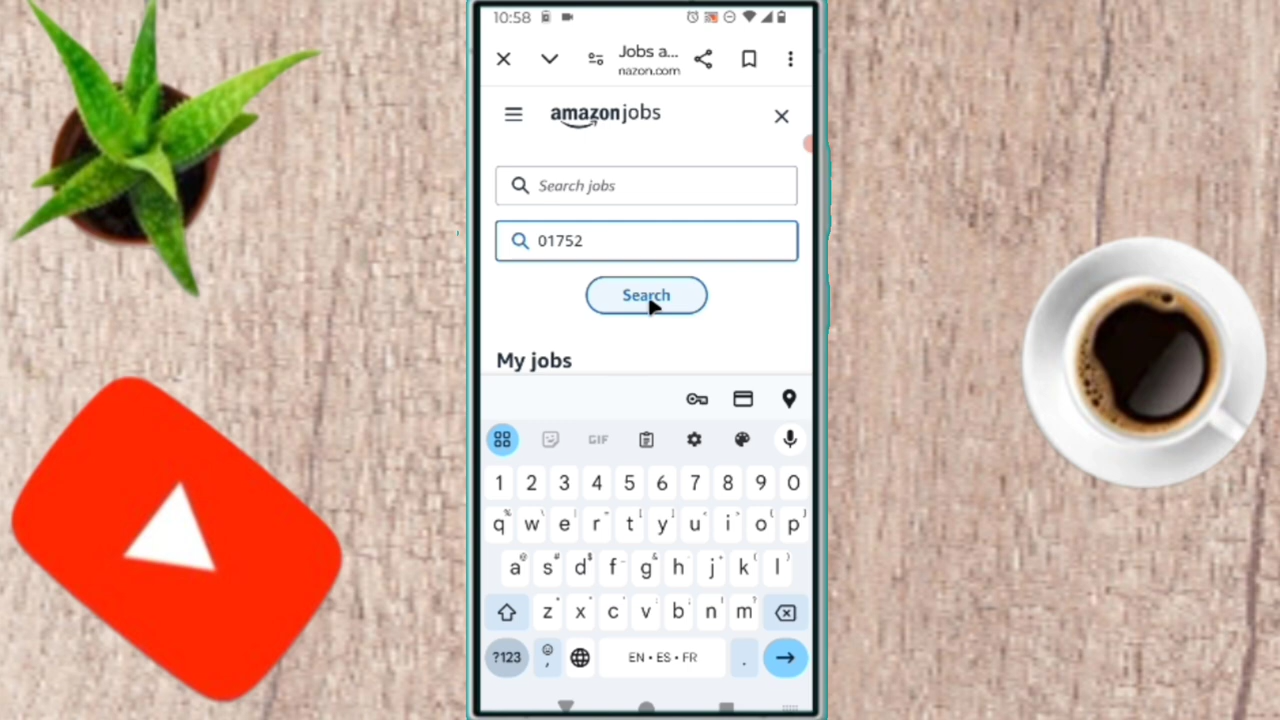 10:58
Jobs a...
nazon.com
amazon jobs
Search jobs
01752
Search
My jobs
GIF
1 2 3 4 5 6 7 8 9 0
q w e r t y u i o p
a s d f g h j k l
z x c v b n m
?123 , EN • ES • FR .